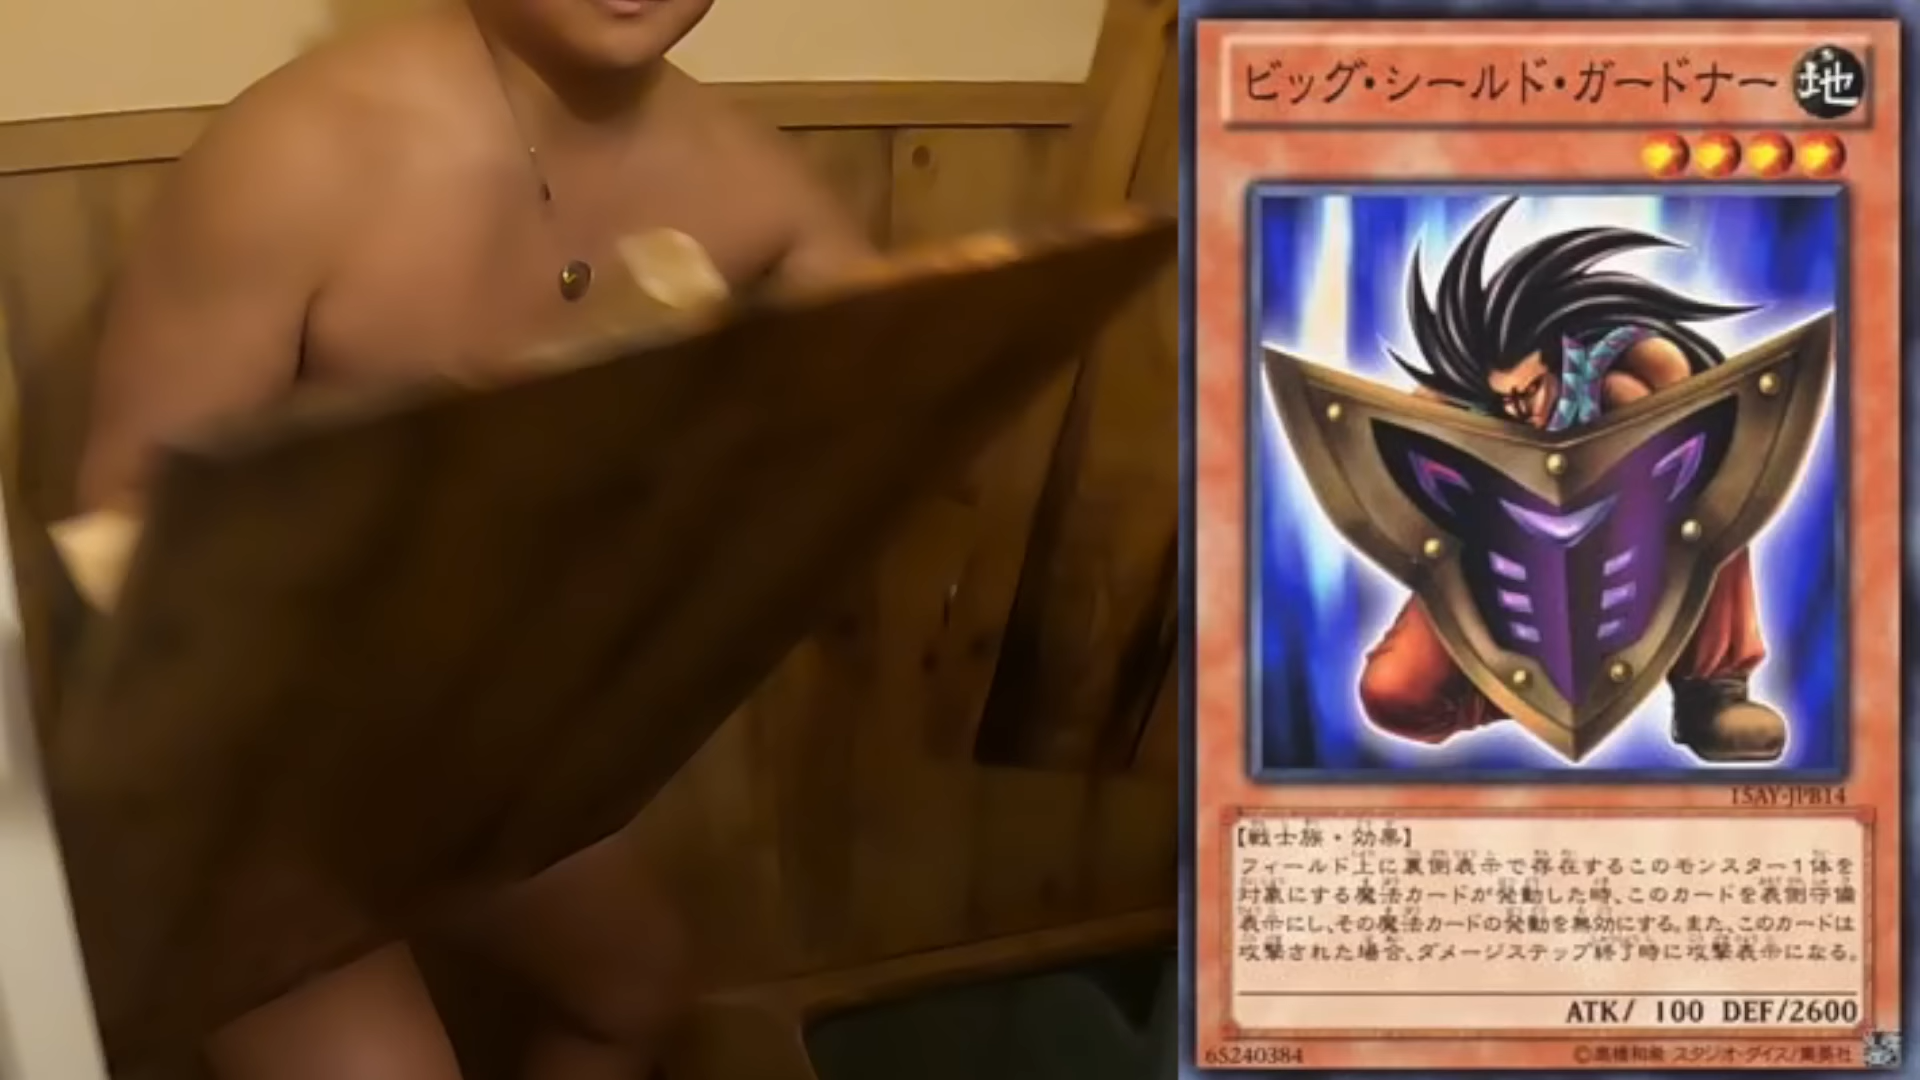 ビッグ・シールド・ガードナー 地
15AY-JPB14
【戦士族・効果】
フィールド上に裏側表示で存在するこのモンスター１体を
対象にする魔法カードが発動した時、このカードを表側守備
表示にし、その魔法カードの発動を無効にする。また、このカードは
攻撃された場合、ダメージステップ終了時に攻撃表示になる。
ATK/ 100 DEF/2600
65240384 ©高橋和希 スタジオ・ダイス/集英社